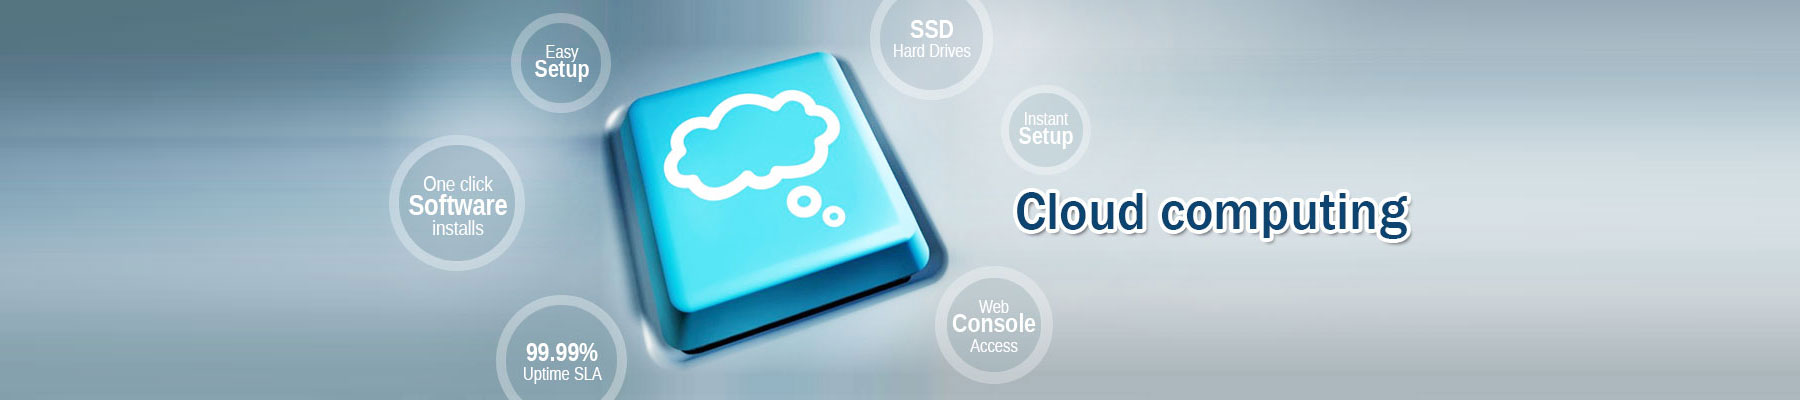 Easy
Setup
SSD
Hard Drives
Instant
Setup
One click
Software
installs
Cloud computing
Web
Console
Access
99.99%
Uptime SLA